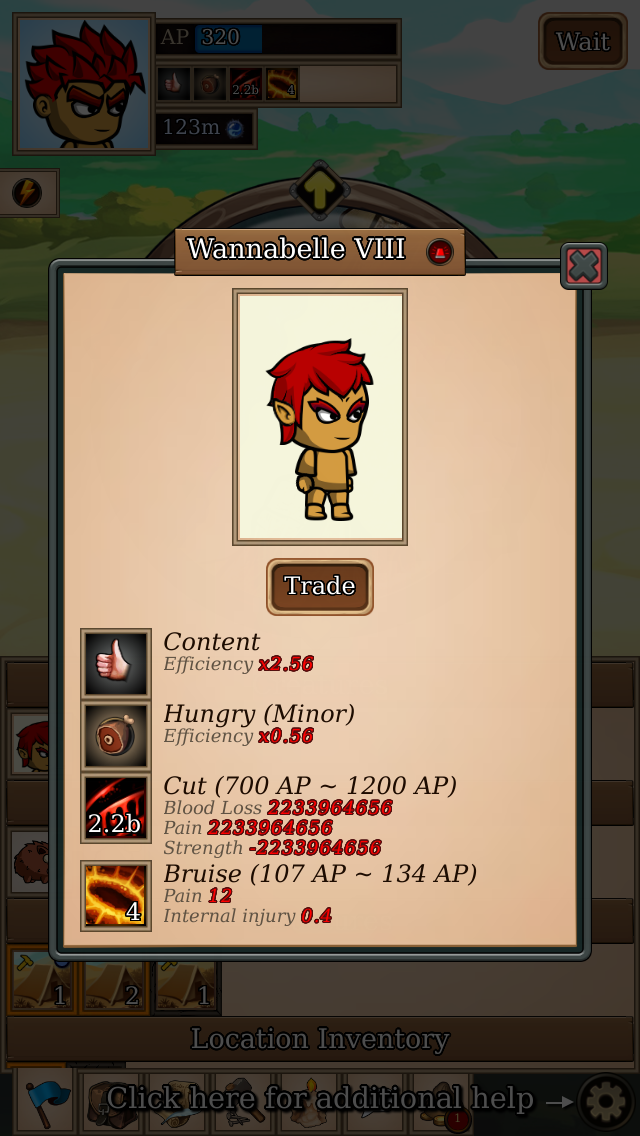 AP 320
Wait
2.2b
4
123m
Wannabelle VIII
Trade
Content
Efficiency x2.56
Hungry (Minor)
Efficiency x0.56
Cut (700 AP ~ 1200 AP)
2.2b
Blood Loss 2233964656
Pain 2233964656
Strength -2233964656
Bruise (107 AP ~ 134 AP)
4
Pain 12
Internal injury 0.4
1
2
1
Location Inventory
Click here for additional help
1